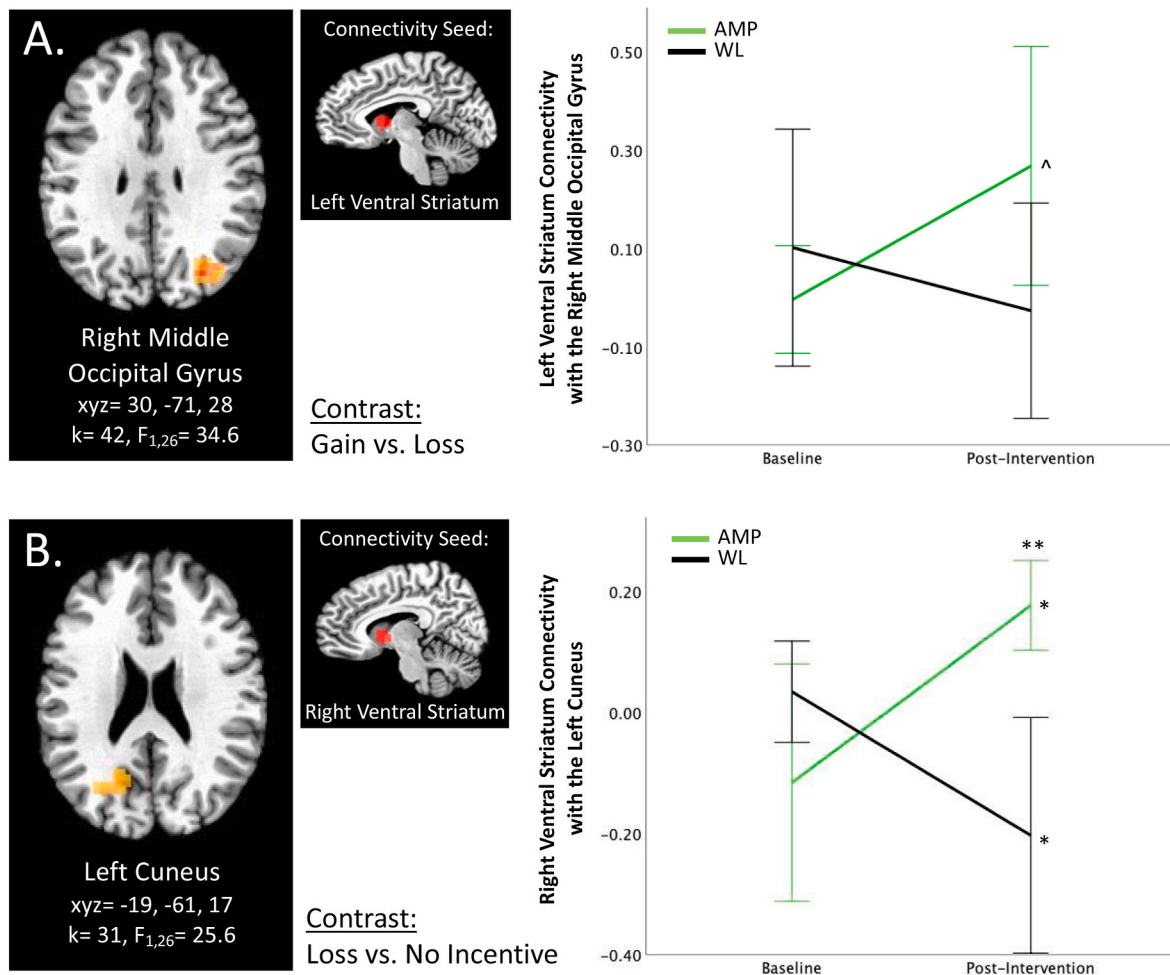 A.
Connectivity Seed:
Left Ventral Striatum
Right Middle
Occipital Gyrus
xyz= 30, -71, 28
k= 42, F1,26= 34.6
Contrast:
Gain vs. Loss
Left Ventral Striatum Connectivity
with the Right Middle Occipital Gyrus
AMP
WL
0.50
0.30
0.10
−0.10
−0.30
^
Baseline
Post-Intervention
B.
Connectivity Seed:
Right Ventral Striatum
Left Cuneus
xyz= -19, -61, 17
k= 31, F1,26= 25.6
Contrast:
Loss vs. No Incentive
Right Ventral Striatum Connectivity
with the Left Cuneus
AMP
WL
0.20
0.00
−0.20
−0.40
**
*
*
Baseline
Post-Intervention